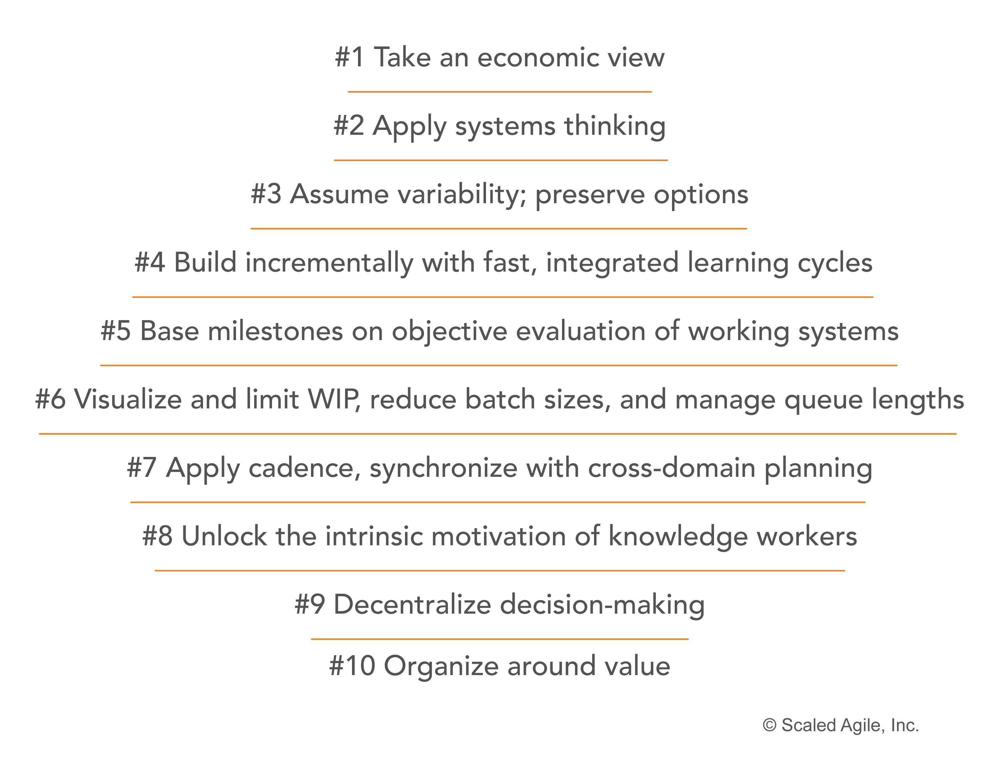 #1 Take an economic view
#2 Apply systems thinking
#3 Assume variability; preserve options
#4 Build incrementally with fast, integrated learning cycles
#5 Base milestones on objective evaluation of working systems
#6 Visualize and limit WIP, reduce batch sizes, and manage queue lengths
#7 Apply cadence, synchronize with cross-domain planning
#8 Unlock the intrinsic motivation of knowledge workers
#9 Decentralize decision-making
#10 Organize around value
© Scaled Agile, Inc.